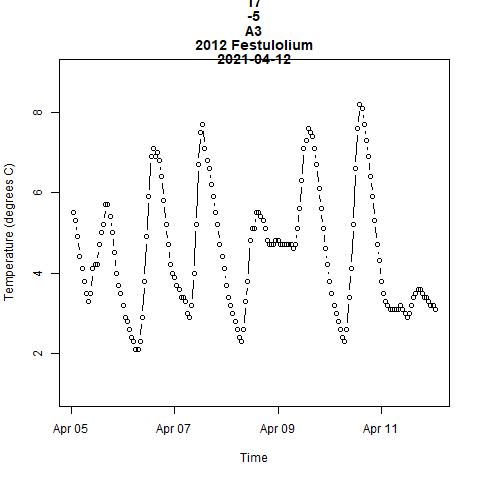 17
-5
A3
2012 Festulolium
2021-04-12
Temperature (degrees C)
8
6
4
2
Apr 05 Apr 07 Apr 09 Apr 11
Time